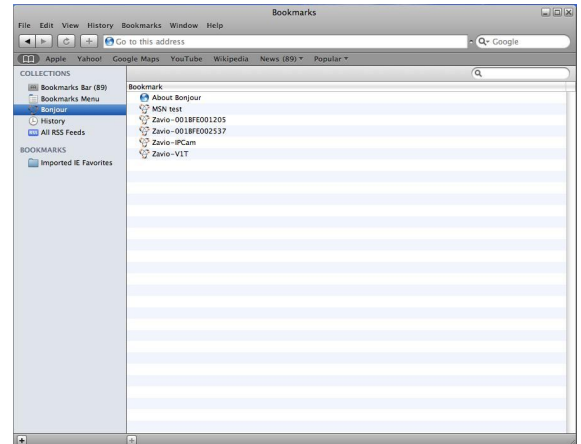 Bookmarks
File Edit View History Bookmarks Window Help
Go to this address
Google
Apple Yahoo! Google Maps YouTube Wikipedia News (89) Popular
COLLECTIONS
Bookmarks Bar (89)
Bookmarks Menu
Bonjour
History
RSS All RSS Feeds
BOOKMARKS
Imported IE Favorites
Bookmark
About Bonjour
MSN test
Zavio-001BFE001205
Zavio-001BFE002537
Zavio-IPCam
Zavio-V1T